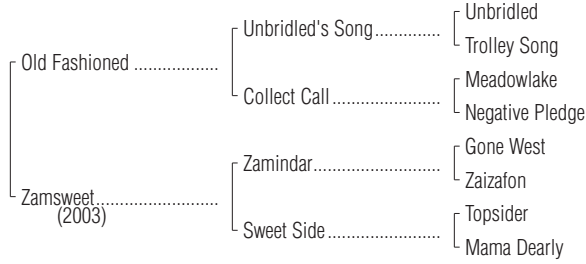 Unbridled
Unbridled's Song..............
Trolley Song
Old Fashioned ..................
Meadowlake
Collect Call .......................
Negative Pledge
Gone West
Zamindar...........................
Zaizafon
Zamsweet..........................
(2003)
Topsider
Sweet Side ........................
Mama Dearly